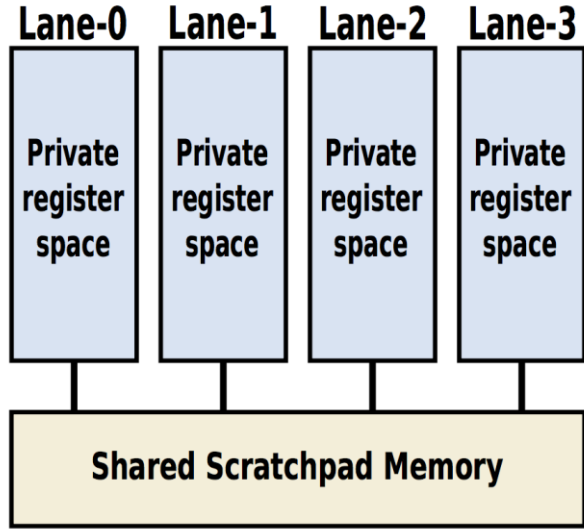 Lane-0 Lane-1 Lane-2 Lane-3
Private Private Private Private
register register register register
space space space space
Shared Scratchpad Memory